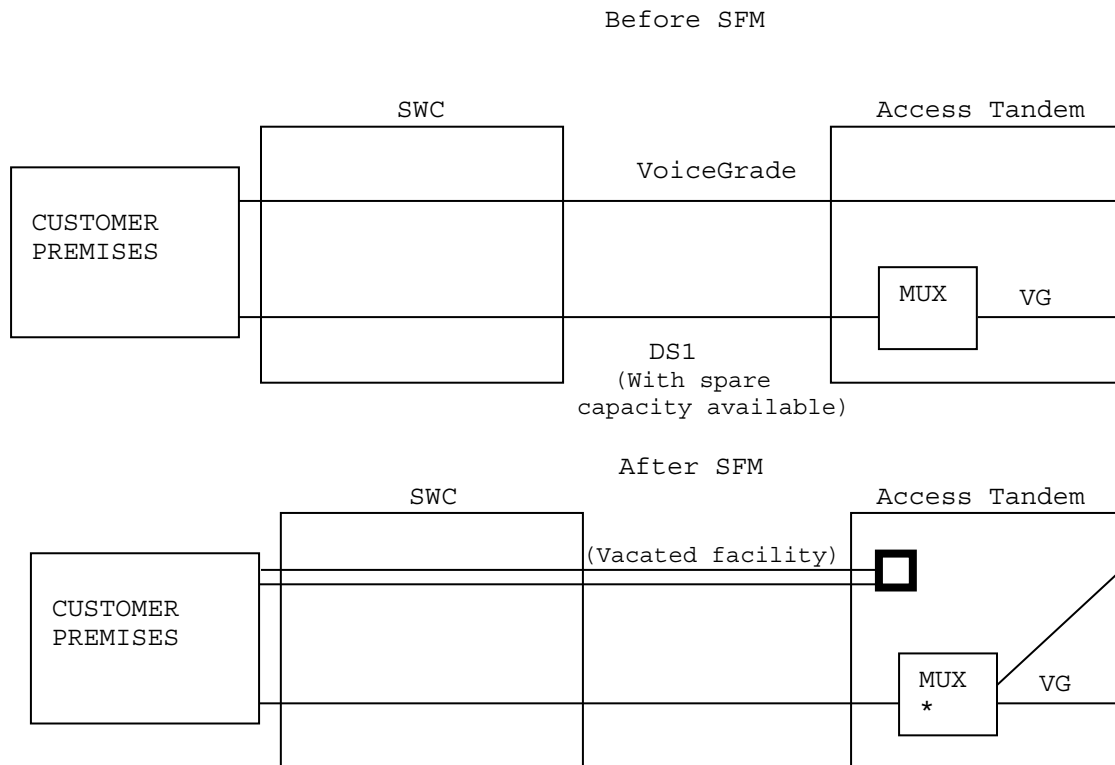 Before SFM
SWC
Access Tandem
VoiceGrade
CUSTOMER
PREMISES
MUX
VG
DS1
(With spare
capacity available)
After SFM
SWC
Access Tandem
(Vacated facility)
CUSTOMER
PREMISES
MUX
*
VG